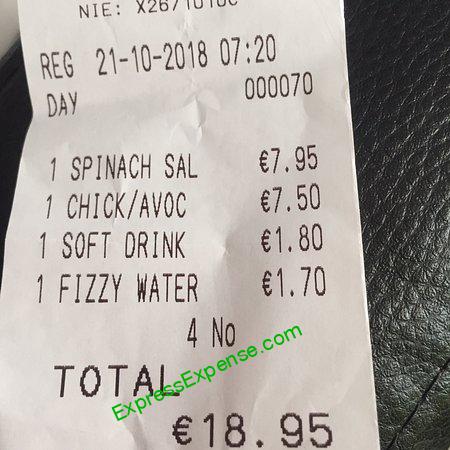 NIE:
REG 21-10-2018 07:20
DAY 000070
1 SPINACH SAL €7.95
1 CHICK/AVOC €7.50
1 SOFT DRINK €1.80
1 FIZZY WATER €1.70
4 No
TOTAL
ExpressExpense.com
€18.95